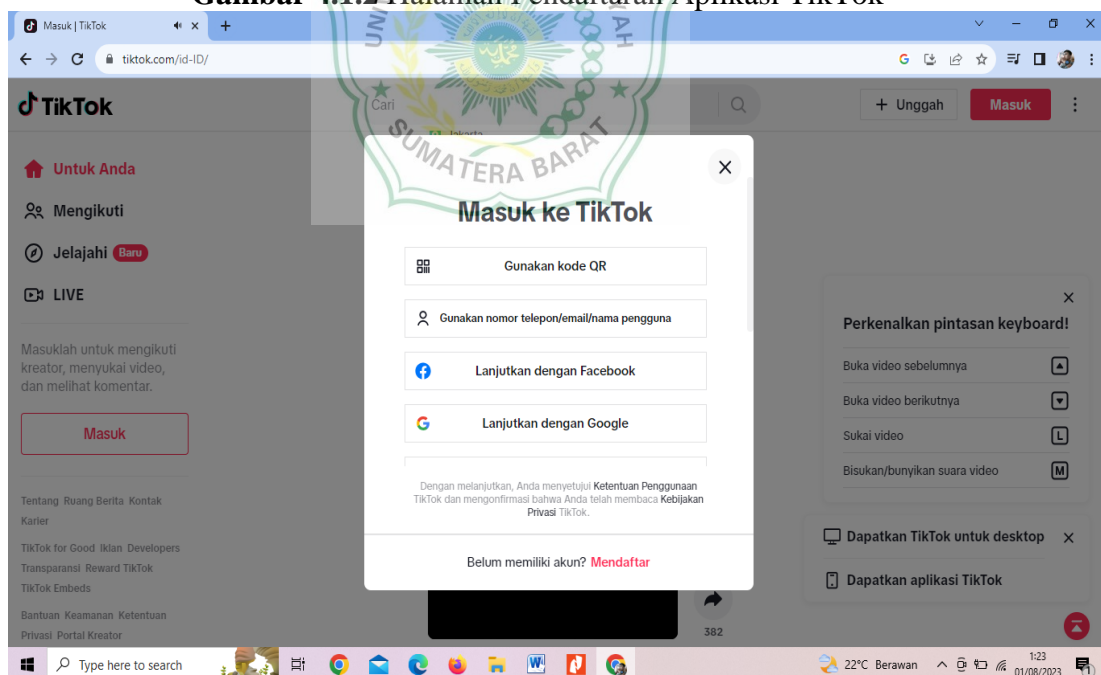 Gambar 4.1.2 Halaman Pendaftaran Aplikasi TikTok
Masuk | TikTok
tiktok.com/id-ID/
TikTok
Cari
+ Unggah
Masuk
Jakarta
SUMATERA BARAT
Untuk Anda
Mengikuti
Jelajahi Baru
LIVE
Masuklah untuk mengikuti
kreator, menyukai video,
dan melihat komentar.
Masuk
Tentang Ruang Berita Kontak
Karier
TikTok for Good Iklan Developers
Transparansi Reward TikTok
TikTok Embeds
Bantuan Keamanan Ketentuan
Privasi Portal Kreator
Masuk ke TikTok
Gunakan kode QR
Gunakan nomor telepon/email/nama pengguna
Lanjutkan dengan Facebook
Lanjutkan dengan Google
Dengan melanjutkan, Anda menyetujui Ketentuan Penggunaan
TikTok dan mengonfirmasi bahwa Anda telah membaca Kebijakan
Privasi TikTok.
Belum memiliki akun? Mendaftar
382
Perkenalkan pintasan keyboard!
Buka video sebelumnya
Buka video berikutnya
Sukai video L
Bisukan/bunyikan suara video M
Dapatkan TikTok untuk desktop
Dapatkan aplikasi TikTok
Type here to search
22°C Berawan
1:23
01/08/2023